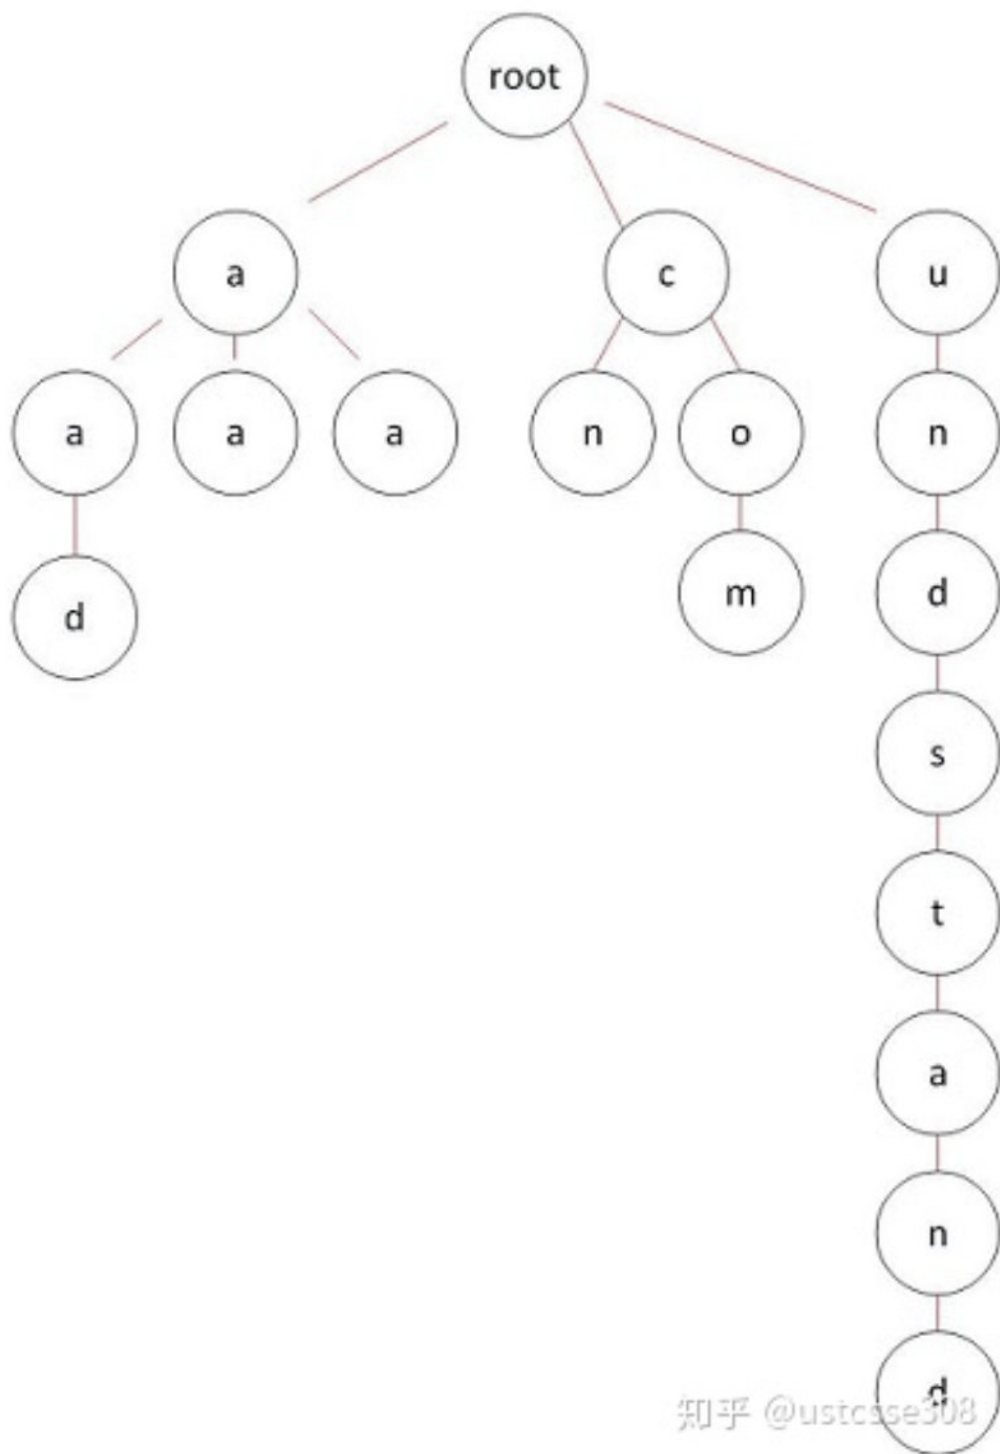 root
a c u
a a a n o n
d m d
s
t
a
n
d
知乎 @ustcsse308